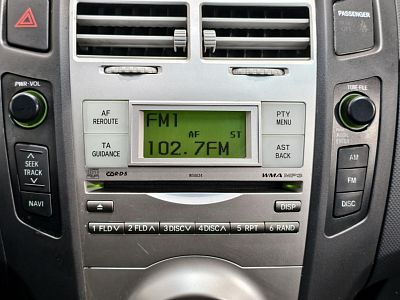 PASSENGER
PWR·VOL
TUNE·FILE
AF REROUTE
FM1
AF ST
102.7FM
PTY MENU
TA GUIDANCE
AST BACK
SEEK TRACK
NAVI
WMA MP3
AM
FM
DISC
DISP
1 FLD∨
2 FLD∧
3 DISC∨
4 DISC∧
5 RPT
6 RAND